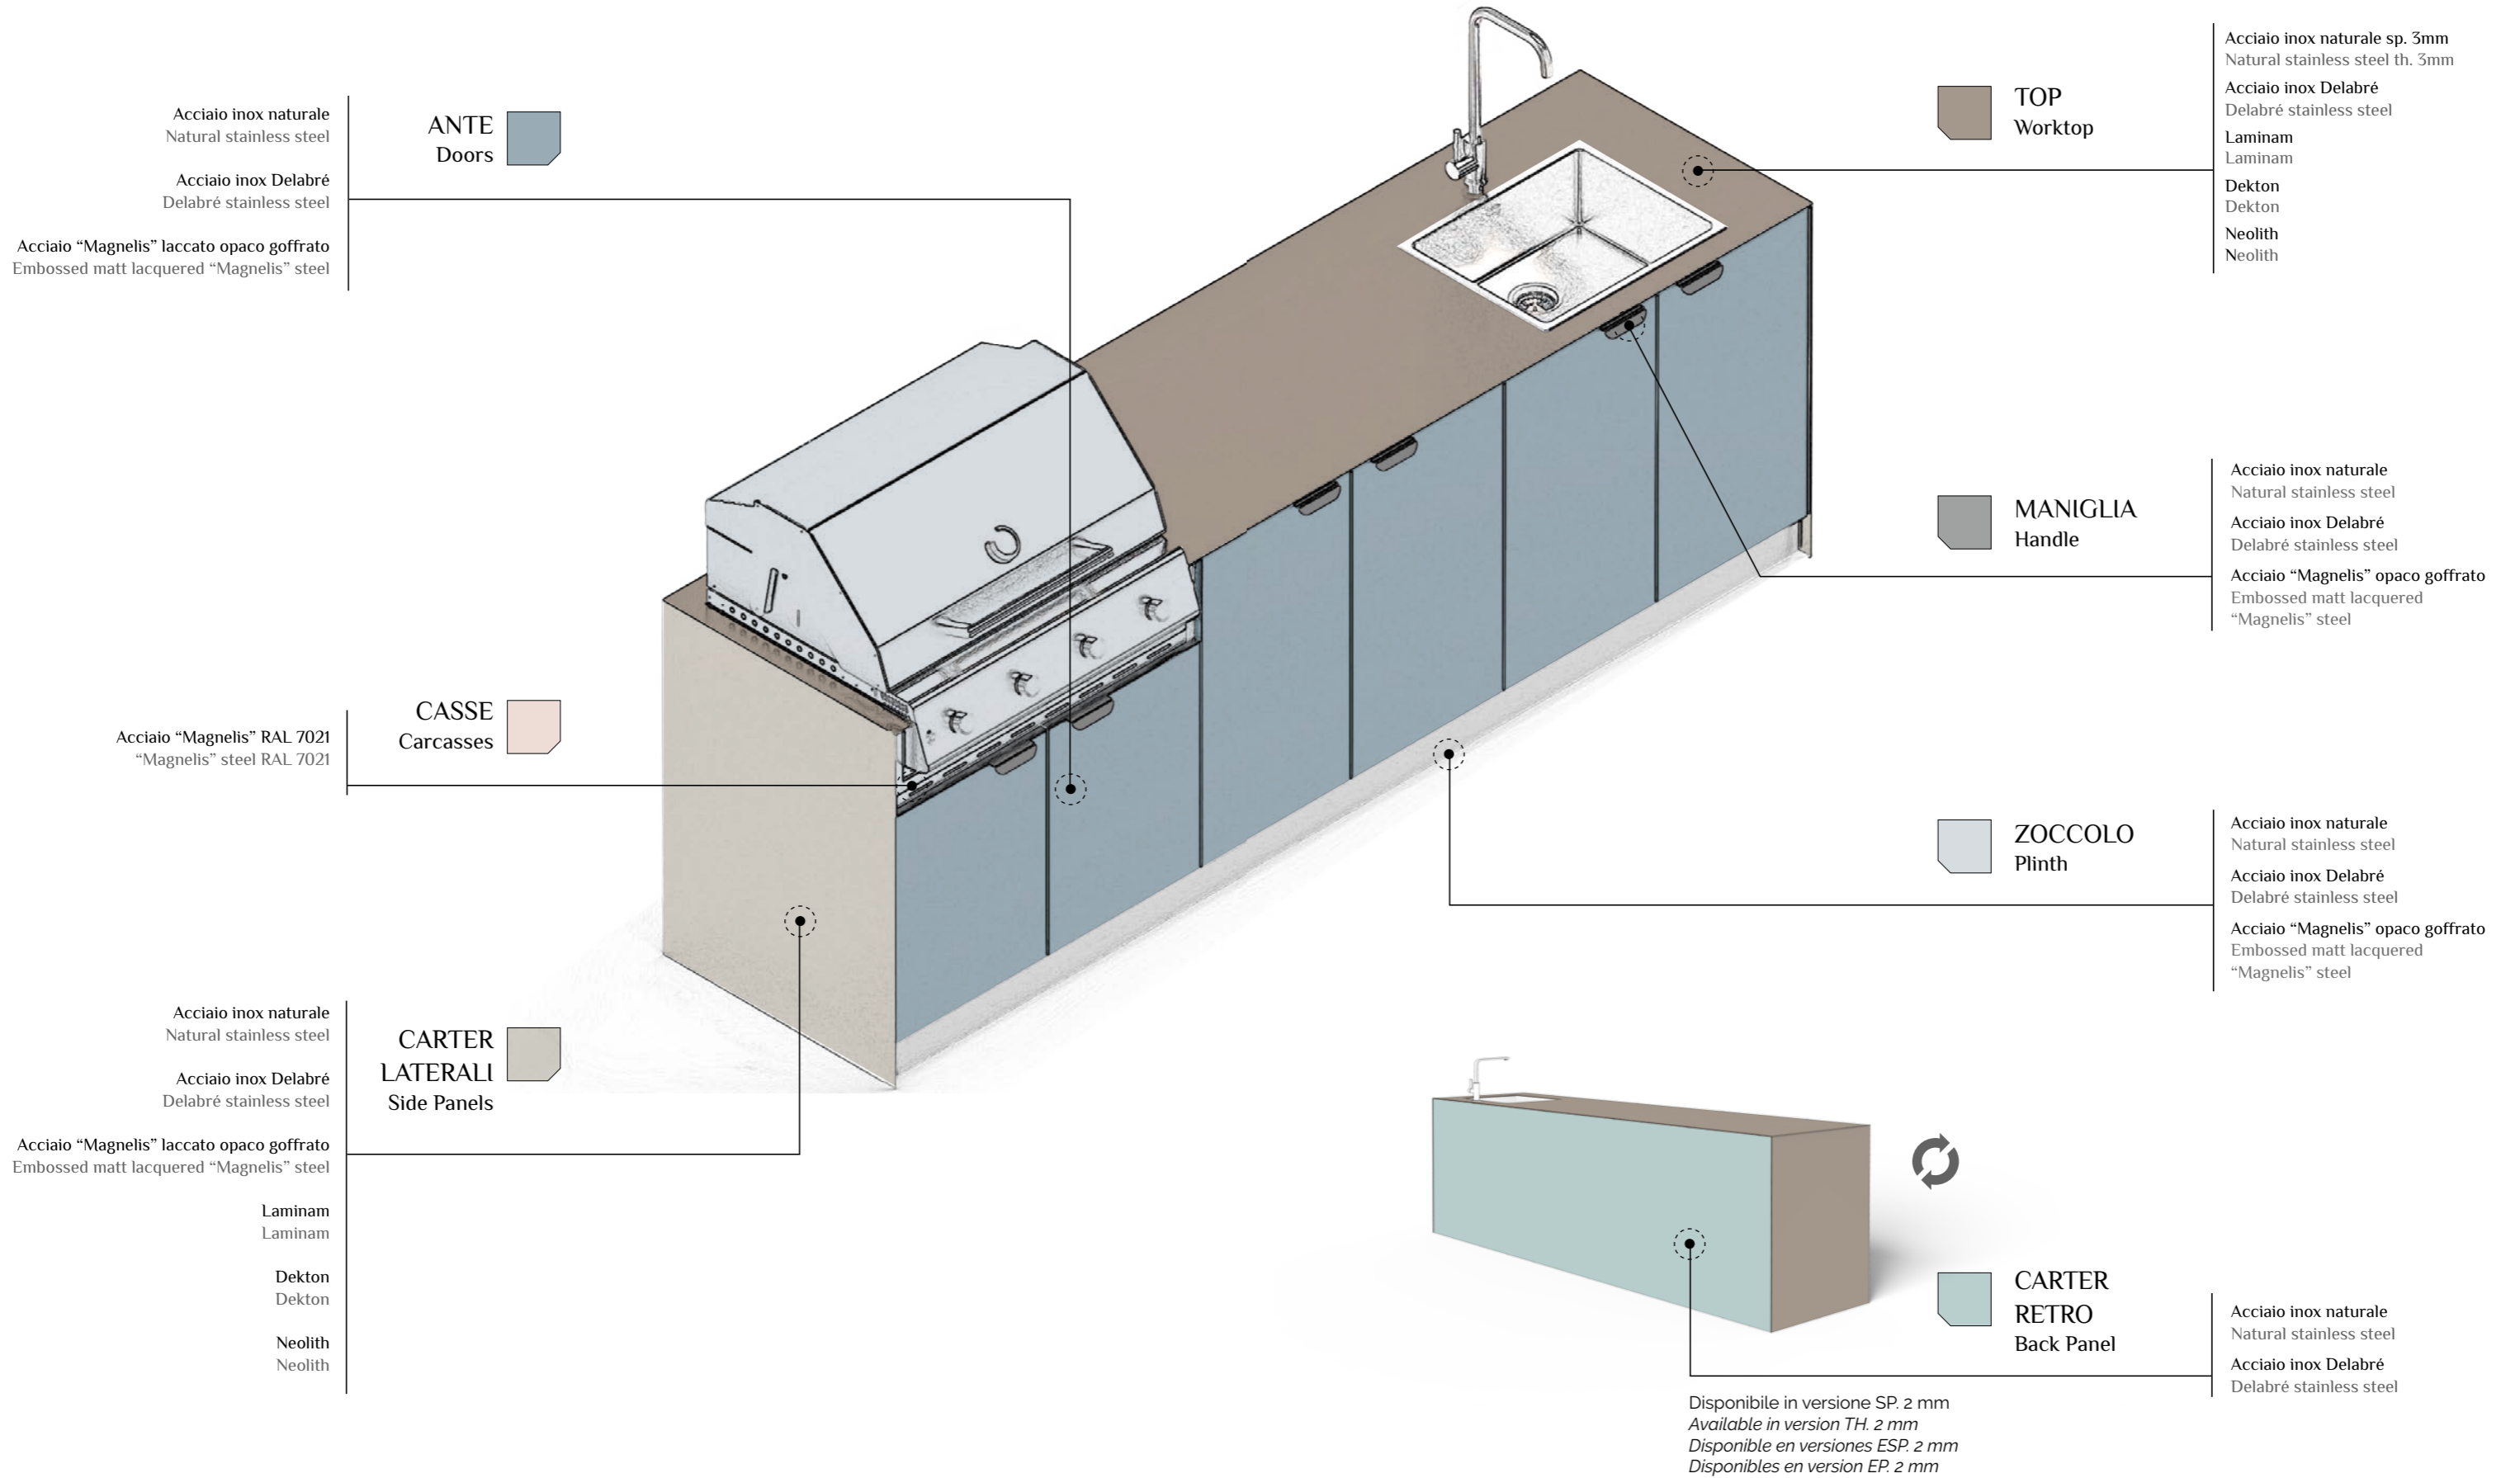 Acciaio inox naturale
Natural stainless steel
Acciaio inox Delabré
Delabré stainless steel
Acciaio “Magnelis” laccato opaco goffrato
Embossed matt lacquered “Magnelis” steel
ANTE
Doors
TOP
Worktop
Acciaio inox naturale sp. 3mm
Natural stainless steel th. 3mm
Acciaio inox Delabré
Delabré stainless steel
Laminam
Laminam
Dekton
Dekton
Neolith
Neolith
MANIGLIA
Handle
Acciaio inox naturale
Natural stainless steel
Acciaio inox Delabré
Delabré stainless steel
Acciaio “Magnelis” opaco goffrato
Embossed matt lacquered
“Magnelis” steel
CASSE
Carcasses
Acciaio “Magnelis” RAL 7021
“Magnelis” steel RAL 7021
ZOCCOLO
Plinth
Acciaio inox naturale
Natural stainless steel
Acciaio inox Delabré
Delabré stainless steel
Acciaio “Magnelis” opaco goffrato
Embossed matt lacquered
“Magnelis” steel
Acciaio inox naturale
Natural stainless steel
Acciaio inox Delabré
Delabré stainless steel
Acciaio “Magnelis” laccato opaco goffrato
Embossed matt lacquered “Magnelis” steel
Laminam
Laminam
Dekton
Dekton
Neolith
Neolith
CARTER
LATERALI
Side Panels
CARTER
RETRO
Back Panel
Acciaio inox naturale
Natural stainless steel
Acciaio inox Delabré
Delabré stainless steel
Disponibile in versione SP. 2 mm
Available in version TH. 2 mm
Disponible en versiones ESP. 2 mm
Disponibles en version EP. 2 mm